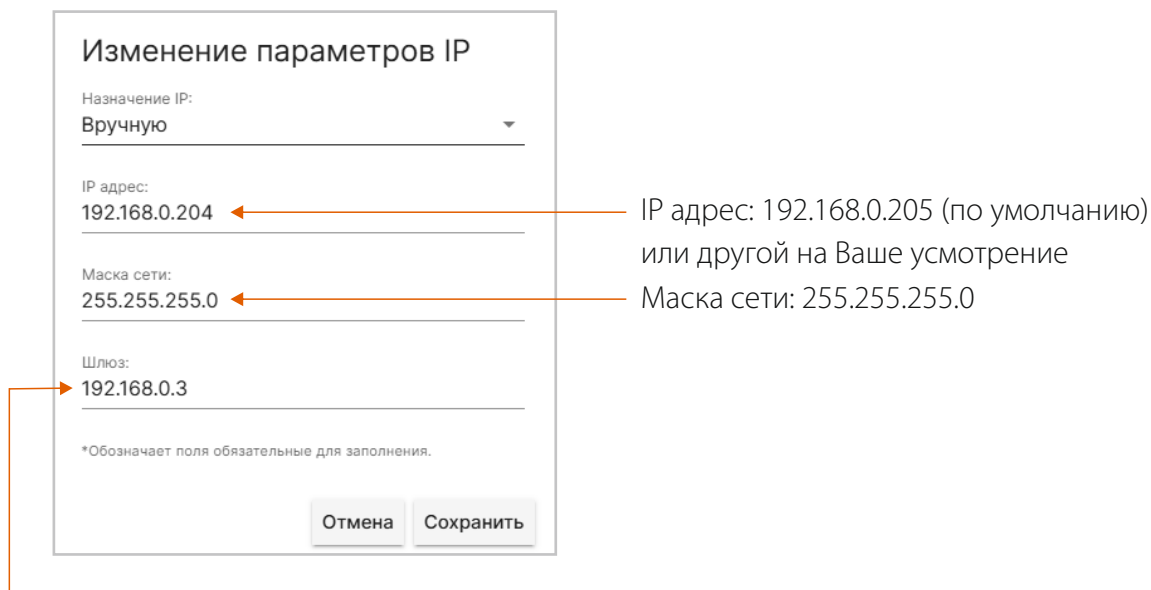 Изменение параметров IP
Назначение IP:
Вручную
IP адрес:
192.168.0.204
IP адрес: 192.168.0.205 (по умолчанию)
или другой на Ваше усмотрение
Маска сети:
255.255.255.0
Маска сети: 255.255.255.0
Шлюз:
192.168.0.3
*Обозначает поля обязательные для заполнения.
Отмена
Сохранить